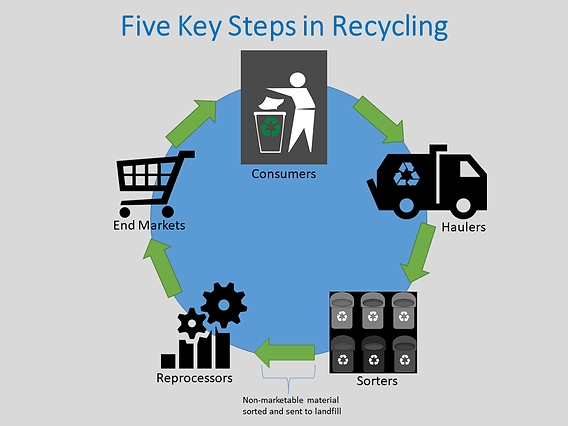 Five Key Steps in Recycling
Consumers
Haulers
Sorters
Reprocessors
End Markets
Non-marketable material
sorted and sent to landfill